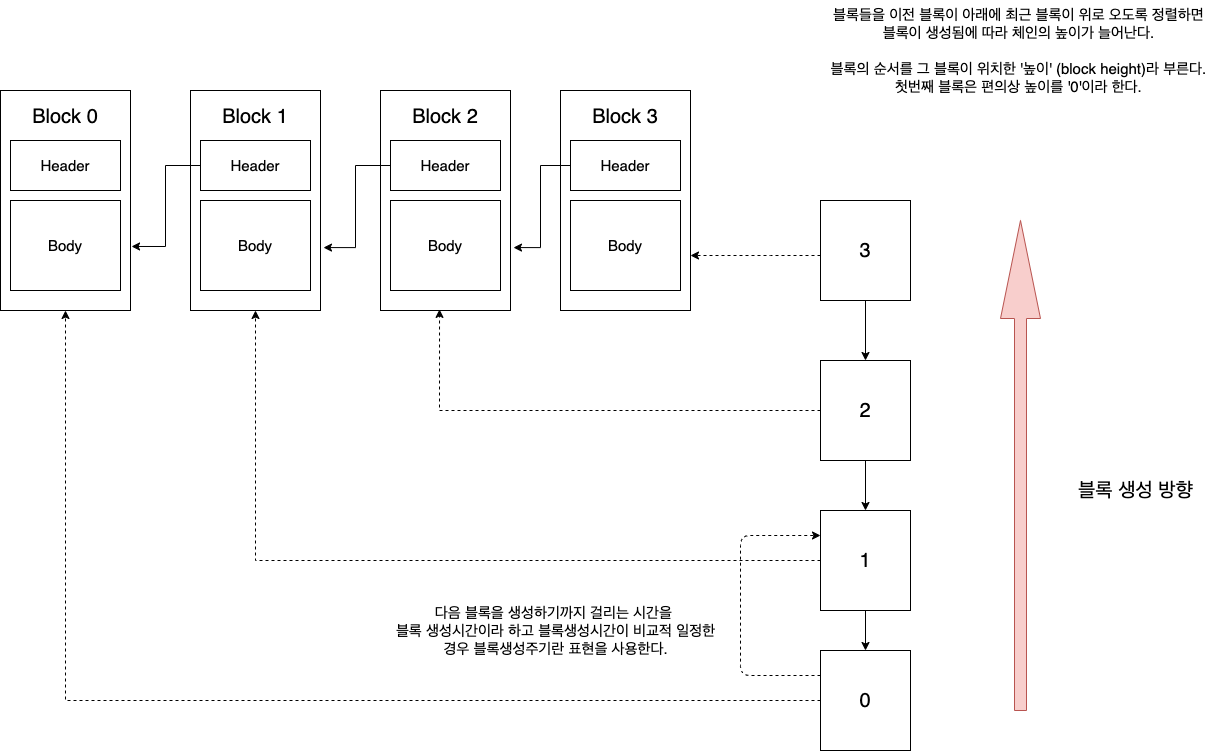 블록들을 이전 블록이 아래에 최근 블록이 위로 오도록 정렬하면
블록이 생성됨에 따라 체인의 높이가 늘어난다.
블록의 순서를 그 블록이 위치한 '높이' (block height)라 부른다.
첫번째 블록은 편의상 높이를 '0'이라 한다.
Block 0
Block 1
Block 2
Block 3
Header
Header
Header
Header
Body
Body
Body
Body
3
2
블록 생성 방향
1
다음 블록을 생성하기까지 걸리는 시간을
블록 생성시간이라 하고 블록생성시간이 비교적 일정한
경우 블록생성주기란 표현을 사용한다.
0